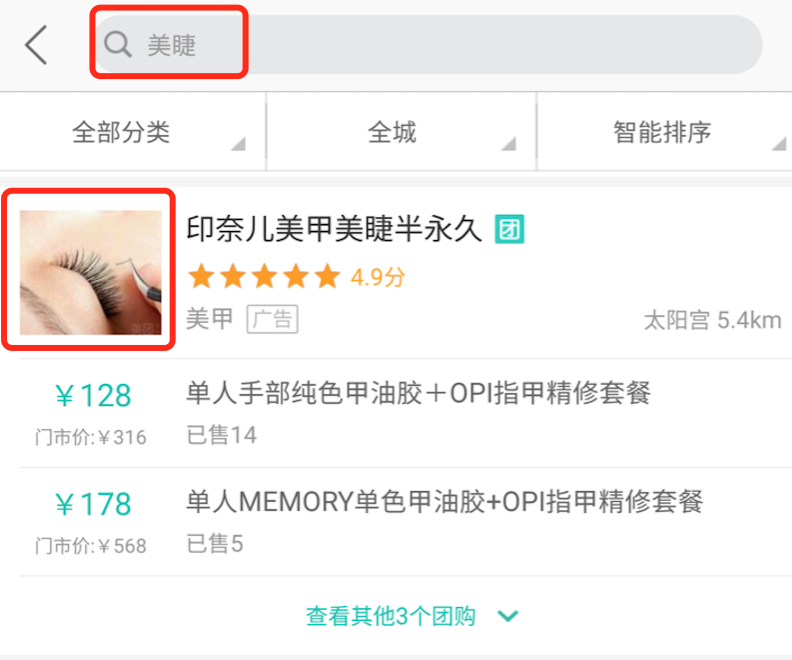 美睫
全部分类 全城 智能排序
印奈儿美甲美睫半永久 团
4.9分
美甲 广告 太阳宫 5.4km
￥128 单人手部纯色甲油胶＋OPI指甲精修套餐
门市价:￥316 已售14
￥178 单人MEMORY单色甲油胶+OPI指甲精修套餐
门市价:￥568 已售5
查看其他3个团购